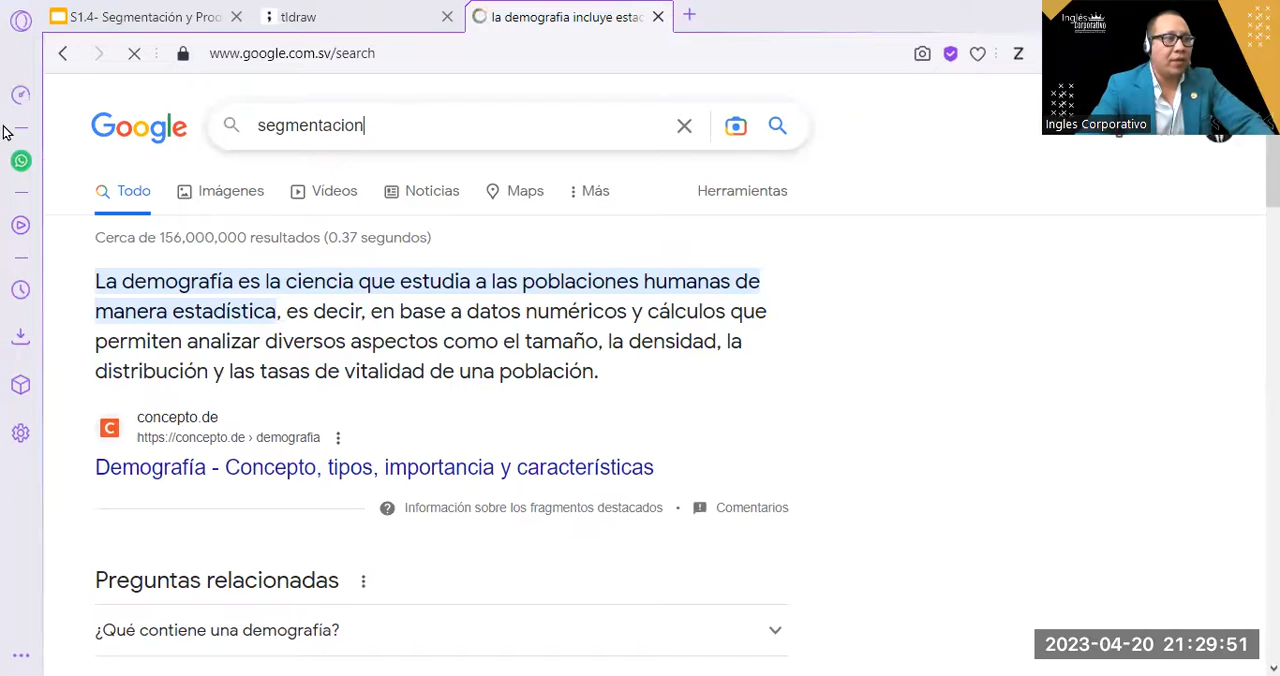 S1.4- Segmentación y Proc
tldraw
la demografia incluye estac
www.google.com.sv/search
Z
Inglés
Corporativo
Ingles Corporativo
Google
segmentacion
Todo
Imágenes
Vídeos
Noticias
Maps
Más
Herramientas
Cerca de 156,000,000 resultados (0.37 segundos)
La demografía es la ciencia que estudia a las poblaciones humanas de
manera estadística, es decir, en base a datos numéricos y cálculos que
permiten analizar diversos aspectos como el tamaño, la densidad, la
distribución y las tasas de vitalidad de una población.
C
concepto.de
https://concepto.de › demografia
Demografía - Concepto, tipos, importancia y características
Información sobre los fragmentos destacados
Comentarios
Preguntas relacionadas
¿Qué contiene una demografía?
2023-04-20 21:29:51